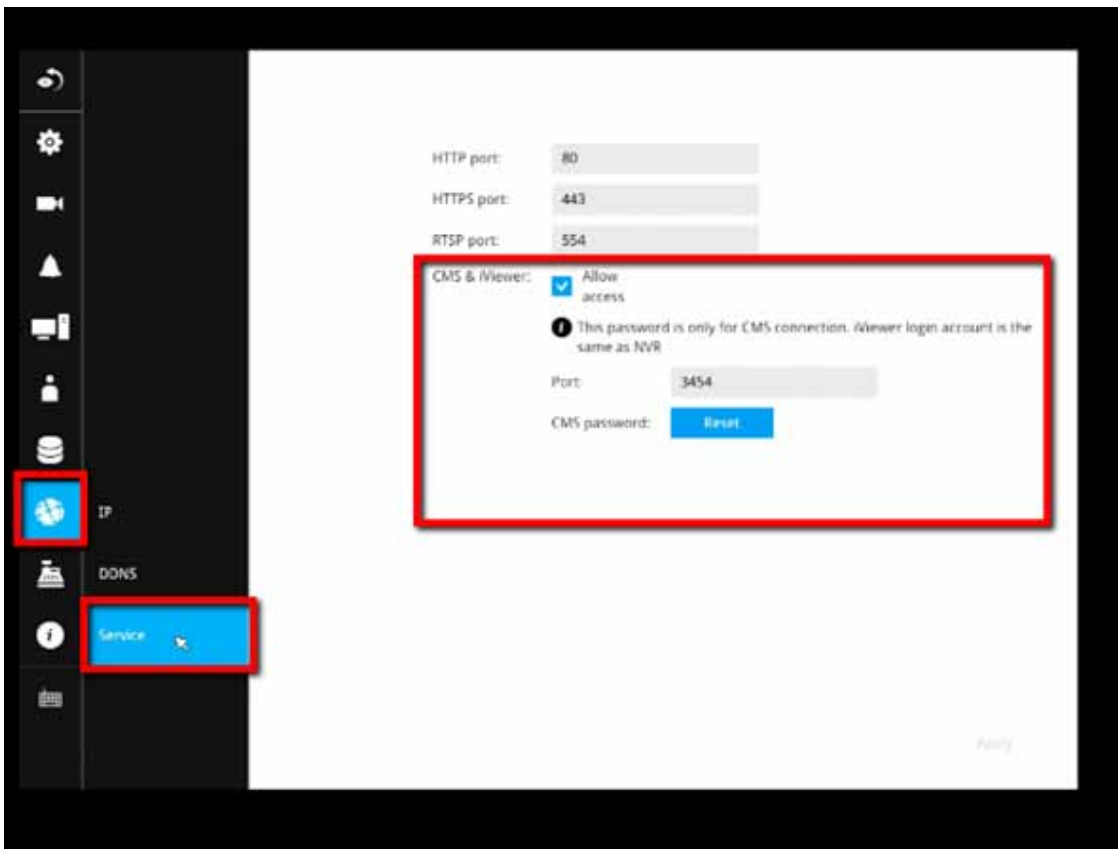 HTTP port: 80
HTTPS port: 443
RTSP port: 554
CMS & iViewer: Allow
access
This password is only for CMS connection. iViewer login account is the
same as NVR
Port: 3454
CMS password: Reset
IP
DDNS
Service
Apply